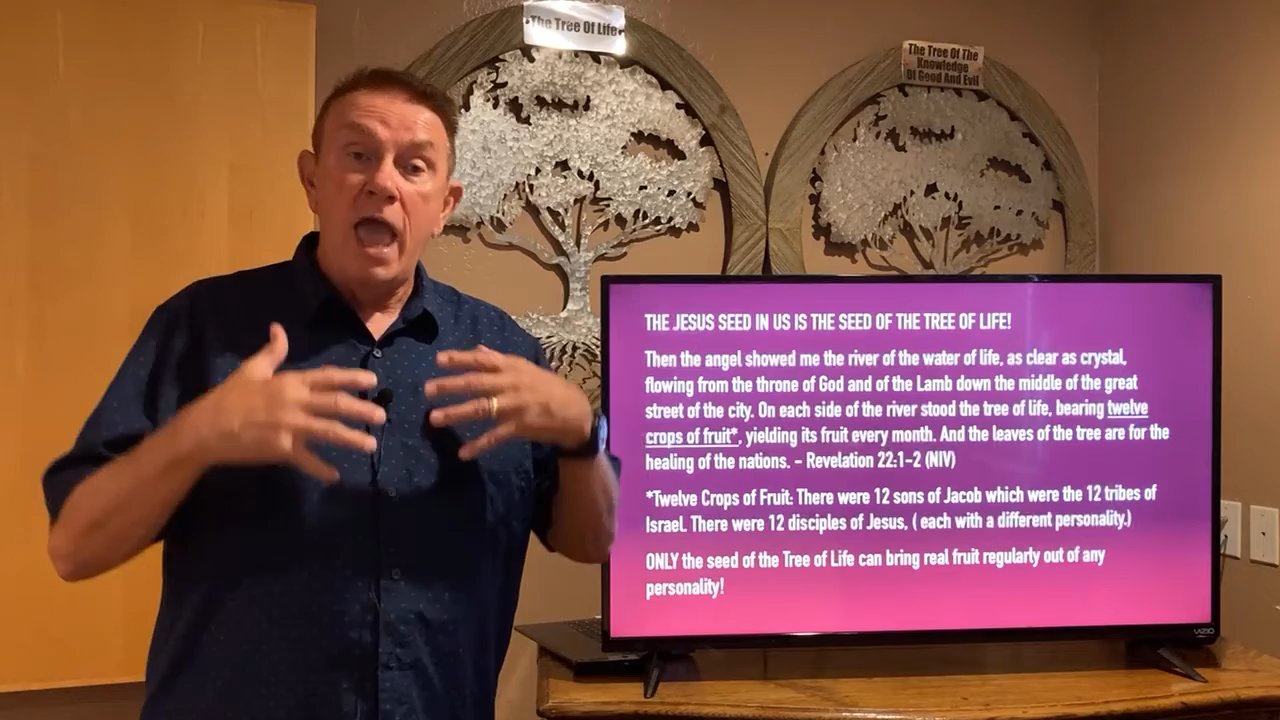 •The Tree Of Life•
The Tree Of The
Knowledge
Of Good And Evil
THE JESUS SEED IN US IS THE SEED OF THE TREE OF LIFE!
Then the angel showed me the river of the water of life, as clear as crystal,
flowing from the throne of God and of the Lamb down the middle of the great
street of the city. On each side of the river stood the tree of life, bearing twelve
crops of fruit*, yielding its fruit every month. And the leaves of the tree are for the
healing of the nations. – Revelation 22:1–2 (NIV)
*Twelve Crops of Fruit: There were 12 sons of Jacob which were the 12 tribes of
Israel. There were 12 disciples of Jesus, ( each with a different personality.)
ONLY the seed of the Tree of Life can bring real fruit regularly out of any
personality!
VIZIO